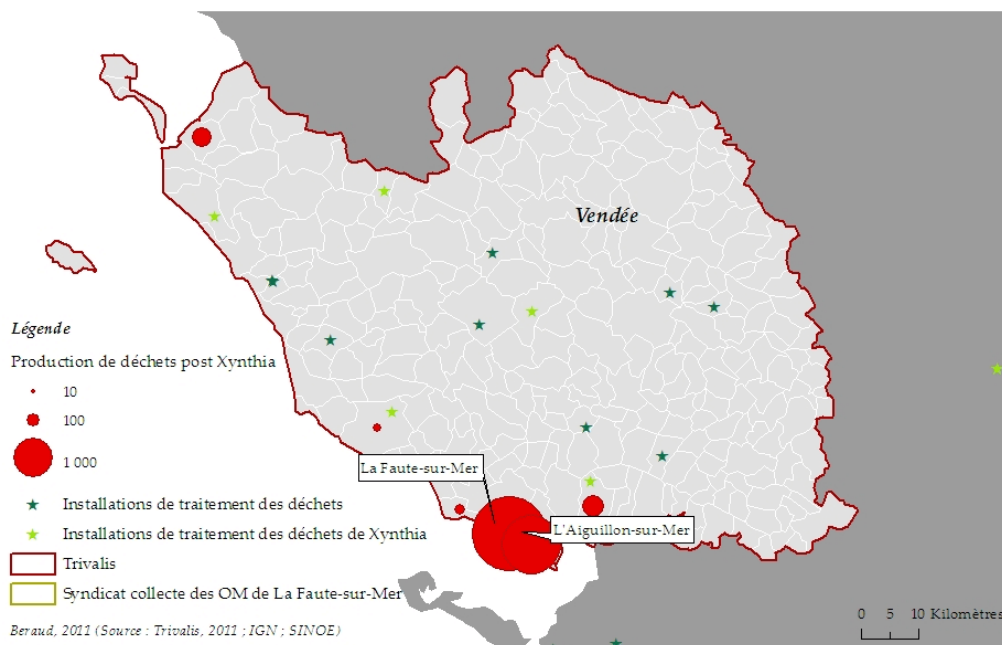 Vendée
Légende
Production de déchets post Xynthia
10
100
1 000
La Faute-sur-Mer
L'Aiguillon-sur-Mer
Installations de traitement des déchets
Installations de traitement des déchets de Xynthia
Trivalis
Syndicat collecte des OM de La Faute-sur-Mer
0 5 10 Kilomètres
Beraud, 2011 (Source : Trivalis, 2011 ; IGN ; SINOE)